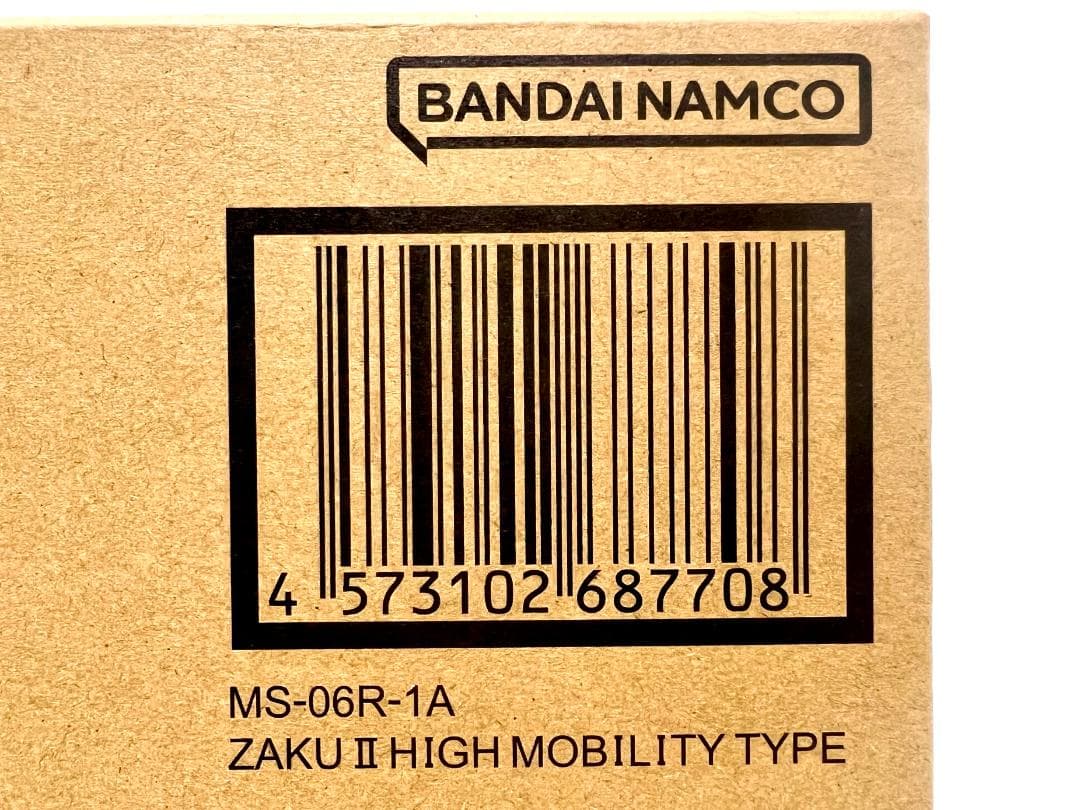 BANDAI NAMCO
4 573102 687708
MS-06R-1A
ZAKU Ⅱ HIGH MOBILITY TYPE